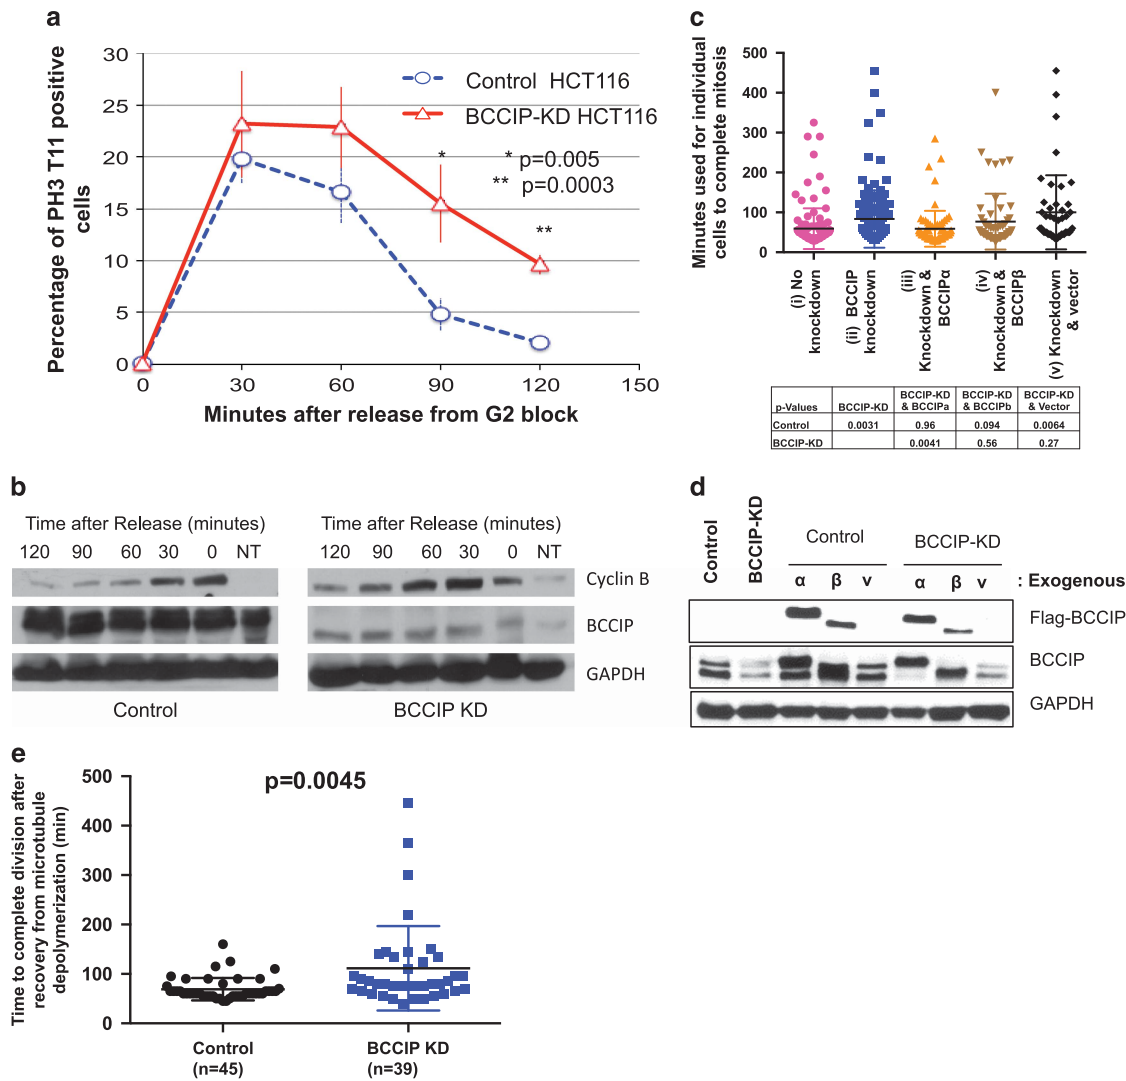 a
Percentage of PH3 T11 positive
cells
30
25
20
15
10
5
0
0 30 60 90 120 150
Minutes after release from G2 block
Control HCT116
BCCIP-KD HCT116
* p=0.005
** p=0.0003
*
**
c
Minutes used for individual
cells to complete mitosis
500
400
300
200
100
0
(i) No
knockdown
(ii) BCCIP
knockdown
(iii)
Knockdown &
BCCIPα
(iv)
Knockdown &
BCCIPβ
(v) Knockdown
& vector
p-Values BCCIP-KD BCCIP-KD & BCCIPa BCCIP-KD & BCCIPb BCCIP-KD & Vector
Control 0.0031 0.96 0.094 0.0064
BCCIP-KD 0.0041 0.56 0.27
b
Time after Release (minutes)
120 90 60 30 0 NT
Time after Release (minutes)
120 90 60 30 0 NT
Cyclin B
BCCIP
GAPDH
Control
BCCIP KD
d
Control
BCCIP-KD
Control
BCCIP-KD
α β v α β v : Exogenous
Flag-BCCIP
BCCIP
GAPDH
e
Time to complete division after
recovery from microtubule
depolymerization (min)
500
400
300
200
100
0
p=0.0045
Control
(n=45)
BCCIP KD
(n=39)